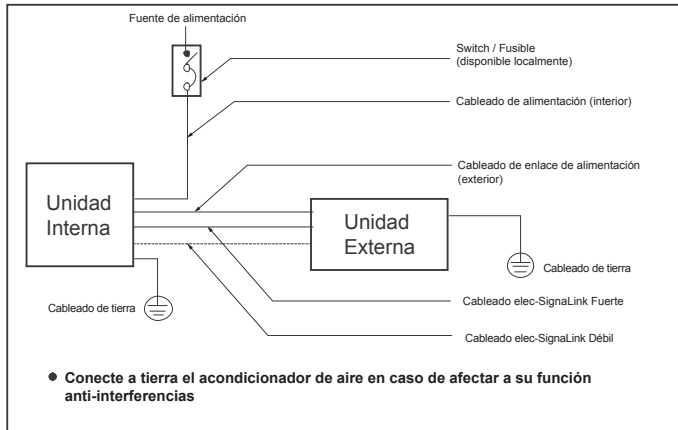 Fuente de alimentación
Switch / Fusible
(disponible localmente)
Cableado de alimentación (interior)
Cableado de enlace de alimentación
(exterior)
Unidad
Interna
Unidad
Externa
Cableado de tierra
Cableado de tierra
Cableado elec-SignaLink Fuerte
Cableado elec-SignaLink Débil
● Conecte a tierra el acondicionador de aire en caso de afectar a su función
anti-interferencias